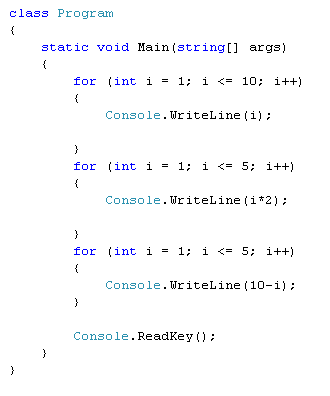 class Program
{
    static void Main(string[] args)
    {
        for (int i = 1; i <= 10; i++)
        {
            Console.WriteLine(i);

        }
        for (int i = 1; i <= 5; i++)
        {
            Console.WriteLine(i*2);

        }
        for (int i = 1; i <= 5; i++)
        {
            Console.WriteLine(10-i);
        }

        Console.ReadKey();
    }
}